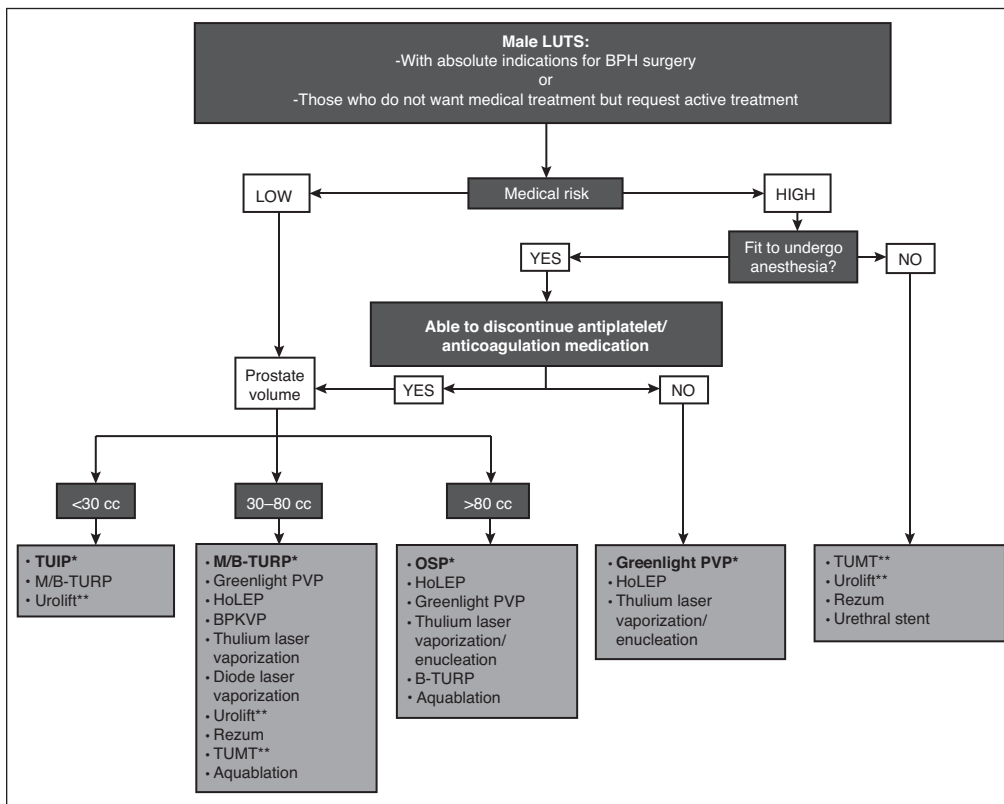 Male LUTS:
-With absolute indications for BPH surgery
or
-Those who do not want medical treatment but request active treatment
LOW
Medical risk
HIGH
YES
Fit to undergo
anesthesia?
NO
Able to discontinue antiplatelet/
anticoagulation medication
Prostate
volume
YES
NO
<30 cc
30–80 cc
>80 cc
• TUIP*
• M/B-TURP
• Urolift**
• M/B-TURP*
• Greenlight PVP
• HoLEP
• BPKVP
• Thulium laser
vaporization
• Diode laser
vaporization
• Urolift**
• Rezum
• TUMT**
• Aquablation
• OSP*
• HoLEP
• Greenlight PVP
• Thulium laser
vaporization/
enucleation
• B-TURP
• Aquablation
• Greenlight PVP*
• HoLEP
• Thulium laser
vaporization/
enucleation
• TUMT**
• Urolift**
• Rezum
• Urethral stent